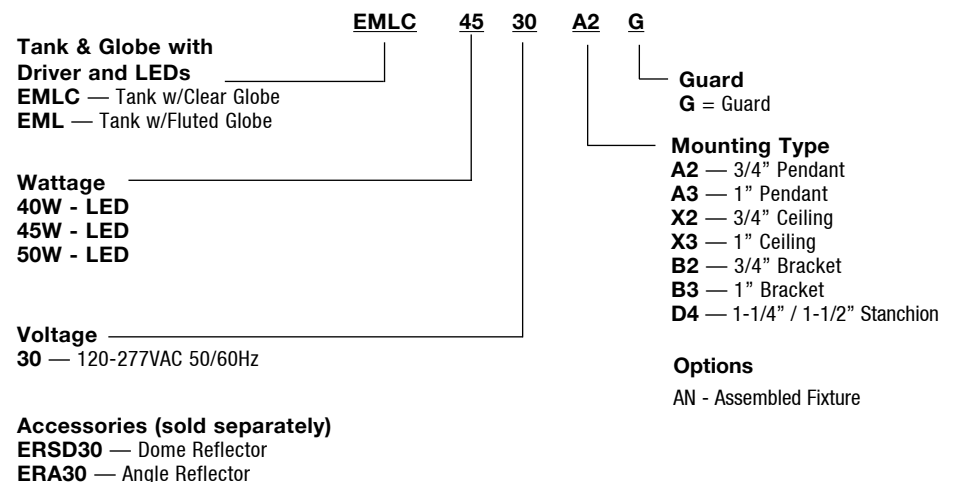 EMLC 45 30 A2 G
Tank & Globe with
Driver and LEDs
EMLC — Tank w/Clear Globe
EML — Tank w/Fluted Globe
Wattage
40W - LED
45W - LED
50W - LED
Voltage
30 — 120-277VAC 50/60Hz
Accessories (sold separately)
ERSD30 — Dome Reflector
ERA30 — Angle Reflector
Guard
G = Guard
Mounting Type
A2 — 3/4” Pendant
A3 — 1” Pendant
X2 — 3/4” Ceiling
X3 — 1” Ceiling
B2 — 3/4” Bracket
B3 — 1” Bracket
D4 — 1-1/4” / 1-1/2” Stanchion
Options
AN - Assembled Fixture